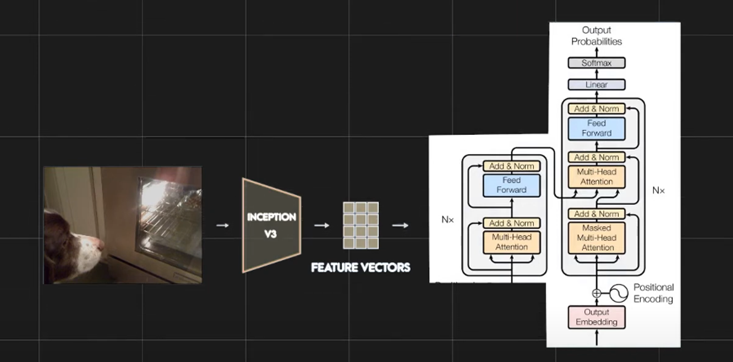 INCEPTION
V3
FEATURE VECTORS
Add & Norm
Feed
Forward
Nx
Add & Norm
Multi-Head
Attention
Output
Probabilities
Softmax
Linear
Add & Norm
Feed
Forward
Add & Norm
Multi-Head
Attention
Nx
Add & Norm
Masked
Multi-Head
Attention
Positional
Encoding
Output
Embedding